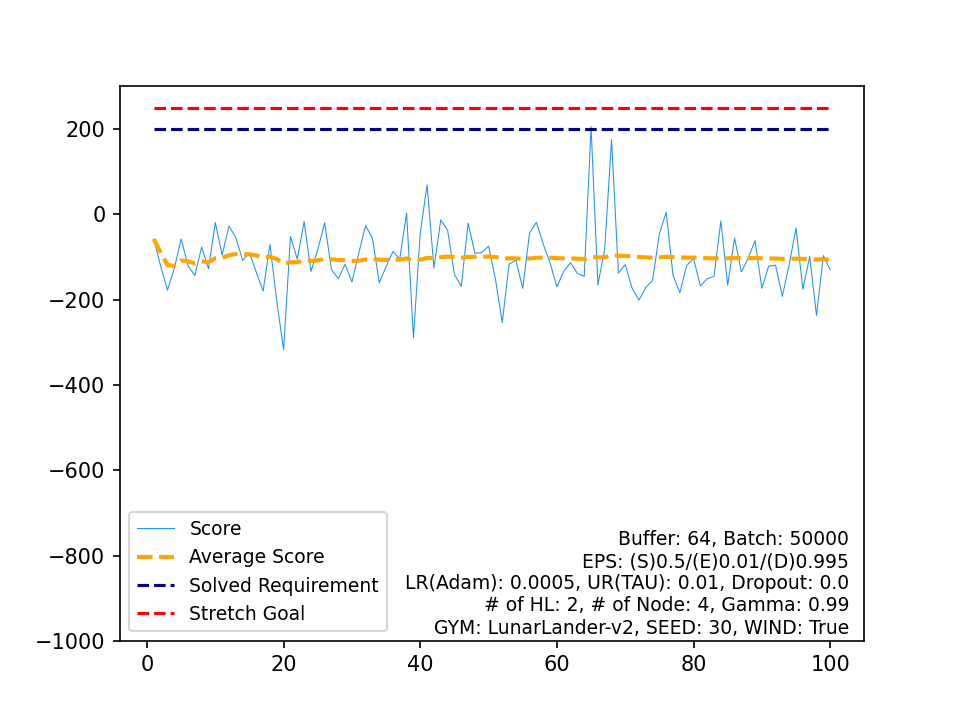 200
0
−200
−400
−600
−800
−1000
0
20
40
60
80
100
Score
Average Score
Solved Requirement
Stretch Goal
Buffer: 64, Batch: 50000
EPS: (S)0.5/(E)0.01/(D)0.995
LR(Adam): 0.0005, UR(TAU): 0.01, Dropout: 0.0
# of HL: 2, # of Node: 4, Gamma: 0.99
GYM: LunarLander-v2, SEED: 30, WIND: True